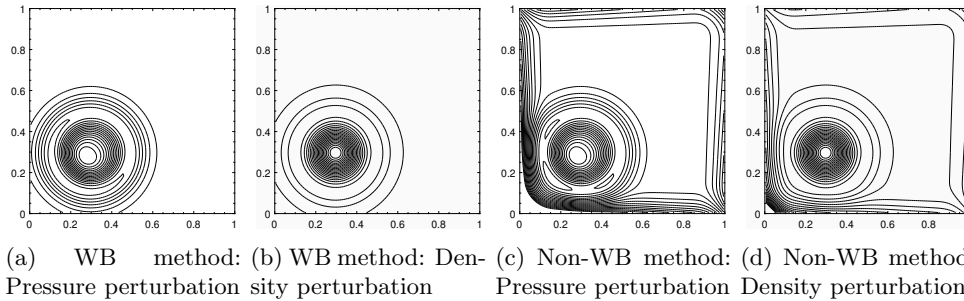 1
0.8
0.6
0.4
0.2
0
0 0.2 0.4 0.6 0.8 1
1
0.8
0.6
0.4
0.2
0
0 0.2 0.4 0.6 0.8 1
1
0.8
0.6
0.4
0.2
0
0 0.2 0.4 0.6 0.8 1
1
0.8
0.6
0.4
0.2
0
0 0.2 0.4 0.6 0.8
(a) WB method:
Pressure perturbation
(b) WB method: Den-
sity perturbation
(c) Non-WB method:
Pressure perturbation
(d) Non-WB method
Density perturbation